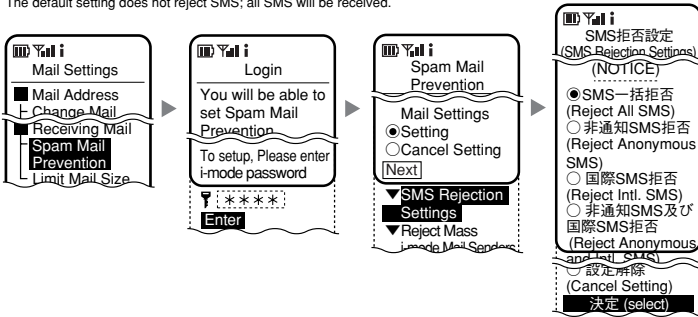 The default setting does not reject SMS; all SMS will be received.
Mail Settings
Mail Address
Change Mail
Receiving Mail
Spam Mail
Prevention
Limit Mail Size
Login
You will be able to
set Spam Mail
Prevention
To setup, Please enter
i-mode password
****
Enter
Spam Mail
Prevention
Mail Settings
◉Setting
○Cancel Setting
Next
▼SMS Rejection
Settings
▼Reject Mass
i-mode Mail Senders
SMS拒否設定
(SMS Rejection Settings)
(NOTICE)
◉SMS一括拒否
(Reject All SMS)
○非通知SMS拒否
(Reject Anonymous
SMS)
○ 国際SMS拒否
(Reject Intl. SMS)
○ 非通知SMS及び
国際SMS拒否
(Reject Anonymous
and Intl. SMS)
○ 設定解除
(Cancel Setting)
決定 (select)